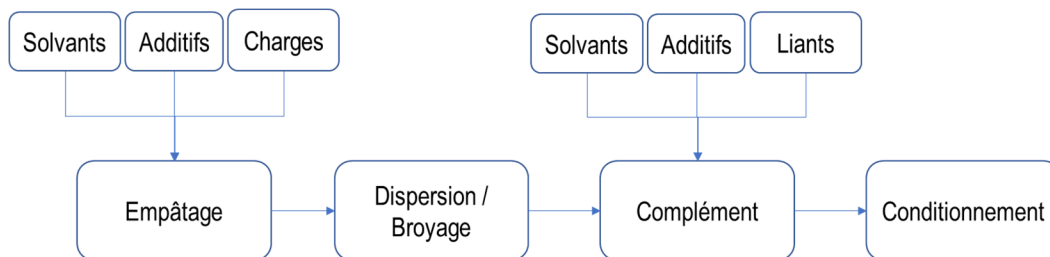 Solvants
Additifs
Charges
Solvants
Additifs
Liants
Empâtage
Dispersion /
Broyage
Complément
Conditionnement